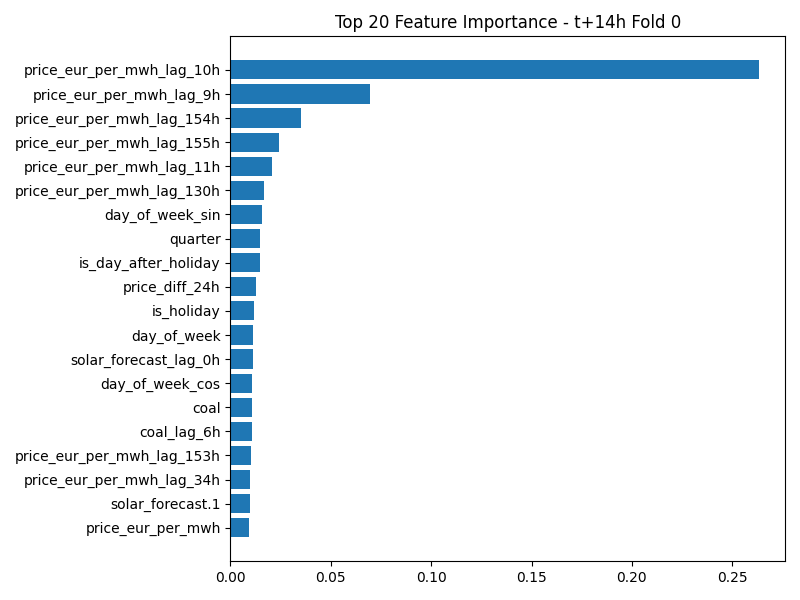 Top 20 Feature Importance - t+14h Fold 0
price_eur_per_mwh_lag_10h
price_eur_per_mwh_lag_9h
price_eur_per_mwh_lag_154h
price_eur_per_mwh_lag_155h
price_eur_per_mwh_lag_11h
price_eur_per_mwh_lag_130h
day_of_week_sin
quarter
is_day_after_holiday
price_diff_24h
is_holiday
day_of_week
solar_forecast_lag_0h
day_of_week_cos
coal
coal_lag_6h
price_eur_per_mwh_lag_153h
price_eur_per_mwh_lag_34h
solar_forecast.1
price_eur_per_mwh
0.00 0.05 0.10 0.15 0.20 0.25